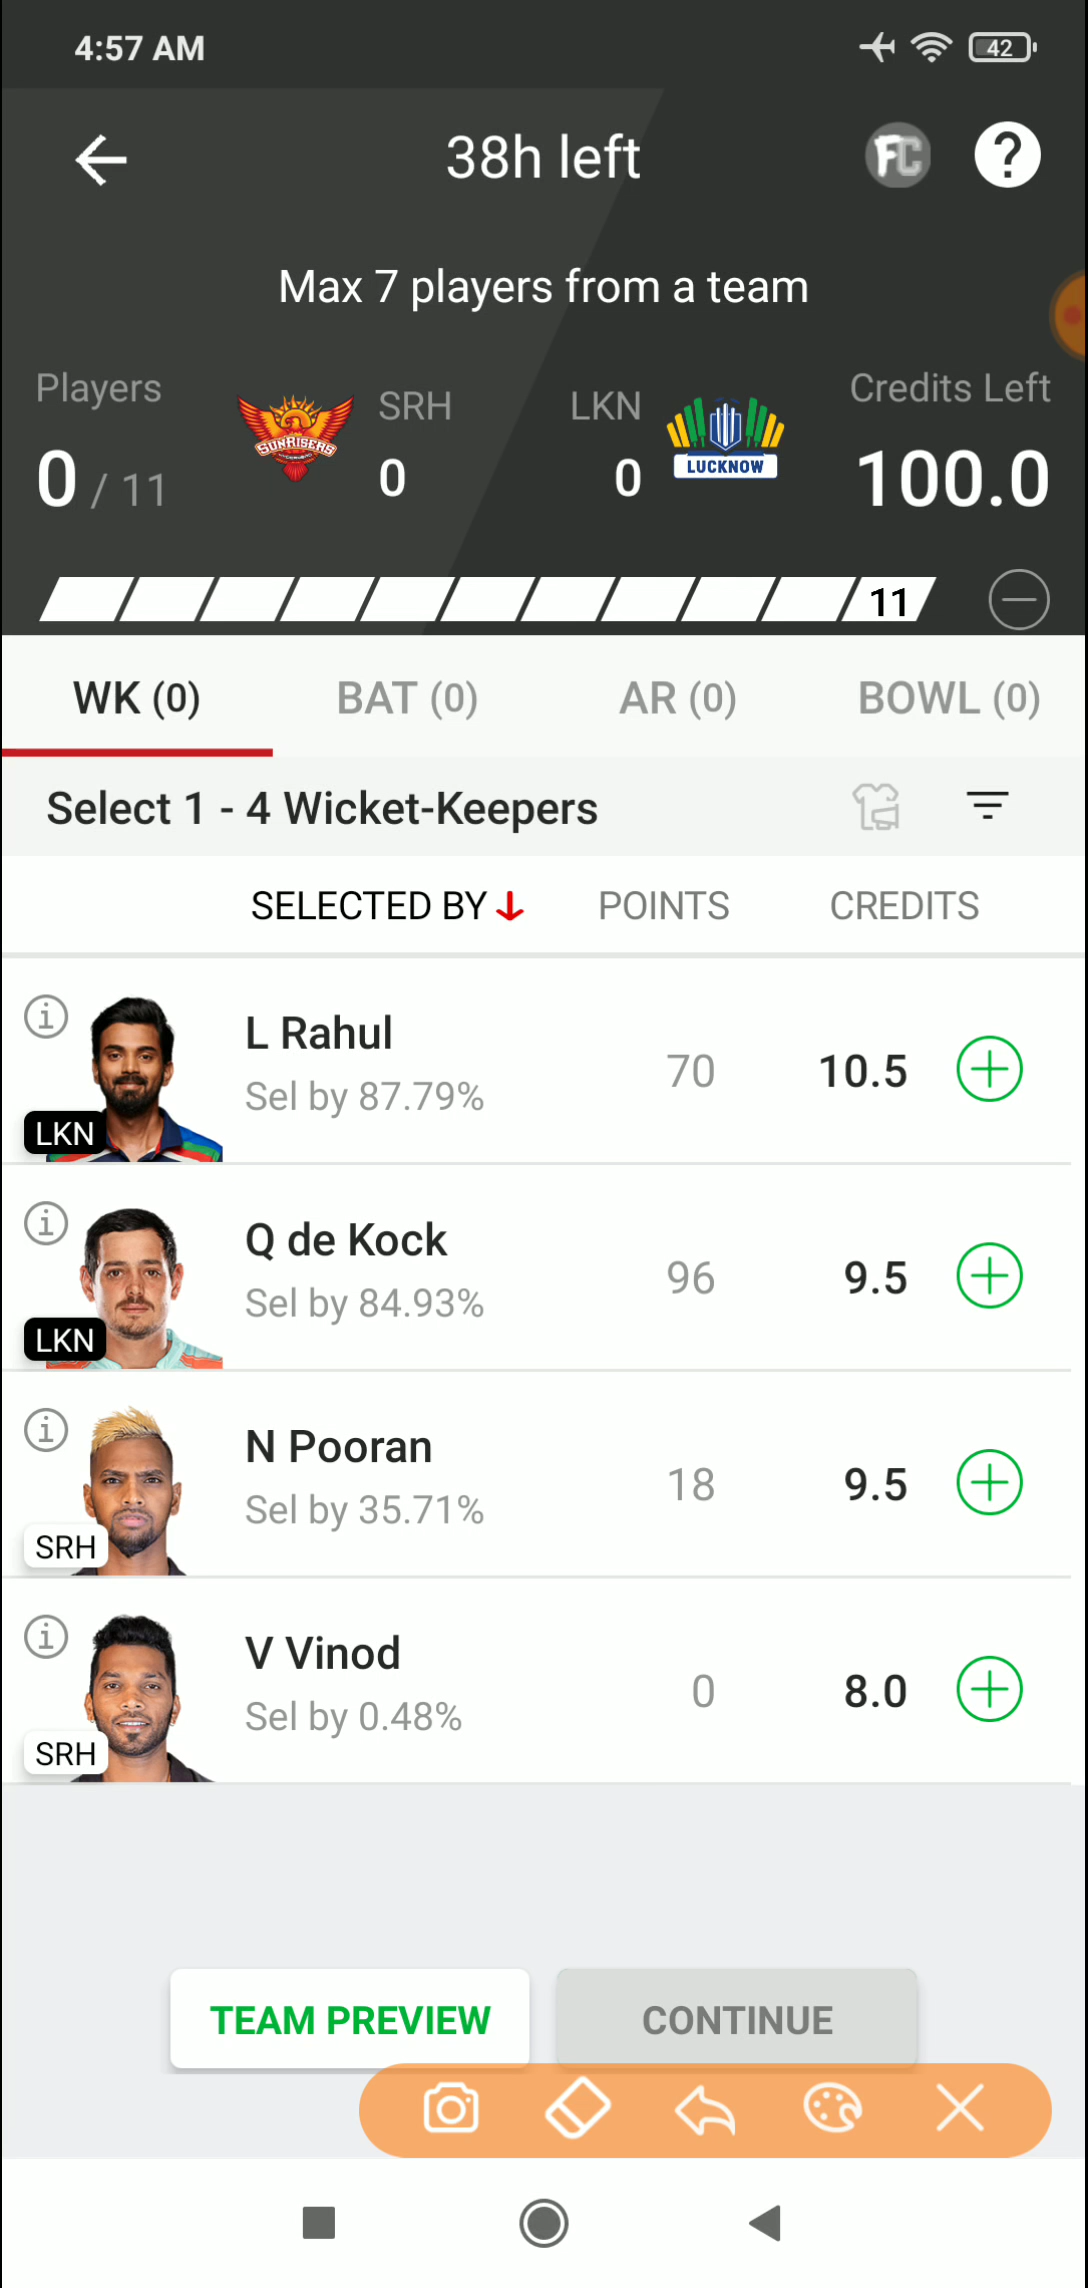 4:57 AM
42
38h left
FC
?
Max 7 players from a team
Players
SRH
LKN
Credits Left
SUNRISERS
LUCKNOW
0 / 11
0
0
100.0
11
WK (0)
BAT (0)
AR (0)
BOWL (0)
Select 1 - 4 Wicket-Keepers
SELECTED BY
POINTS
CREDITS
i
L Rahul
Sel by 87.79%
70
10.5
LKN
i
Q de Kock
Sel by 84.93%
96
9.5
LKN
i
N Pooran
Sel by 35.71%
18
9.5
SRH
i
V Vinod
Sel by 0.48%
0
8.0
SRH
TEAM PREVIEW
CONTINUE